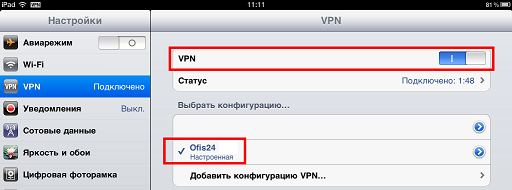 iPad VPN 11:11 81 %
Настройки
VPN
Авиарежим
Wi-Fi
VPN Подключено
Уведомления Выкл.
Сотовые данные
Яркость и обои
Цифровая фоторамка
VPN
Статус Подключено: 1:48
Выбрать конфигурацию...
Ofis24
Настроенная
Добавить конфигурацию VPN...